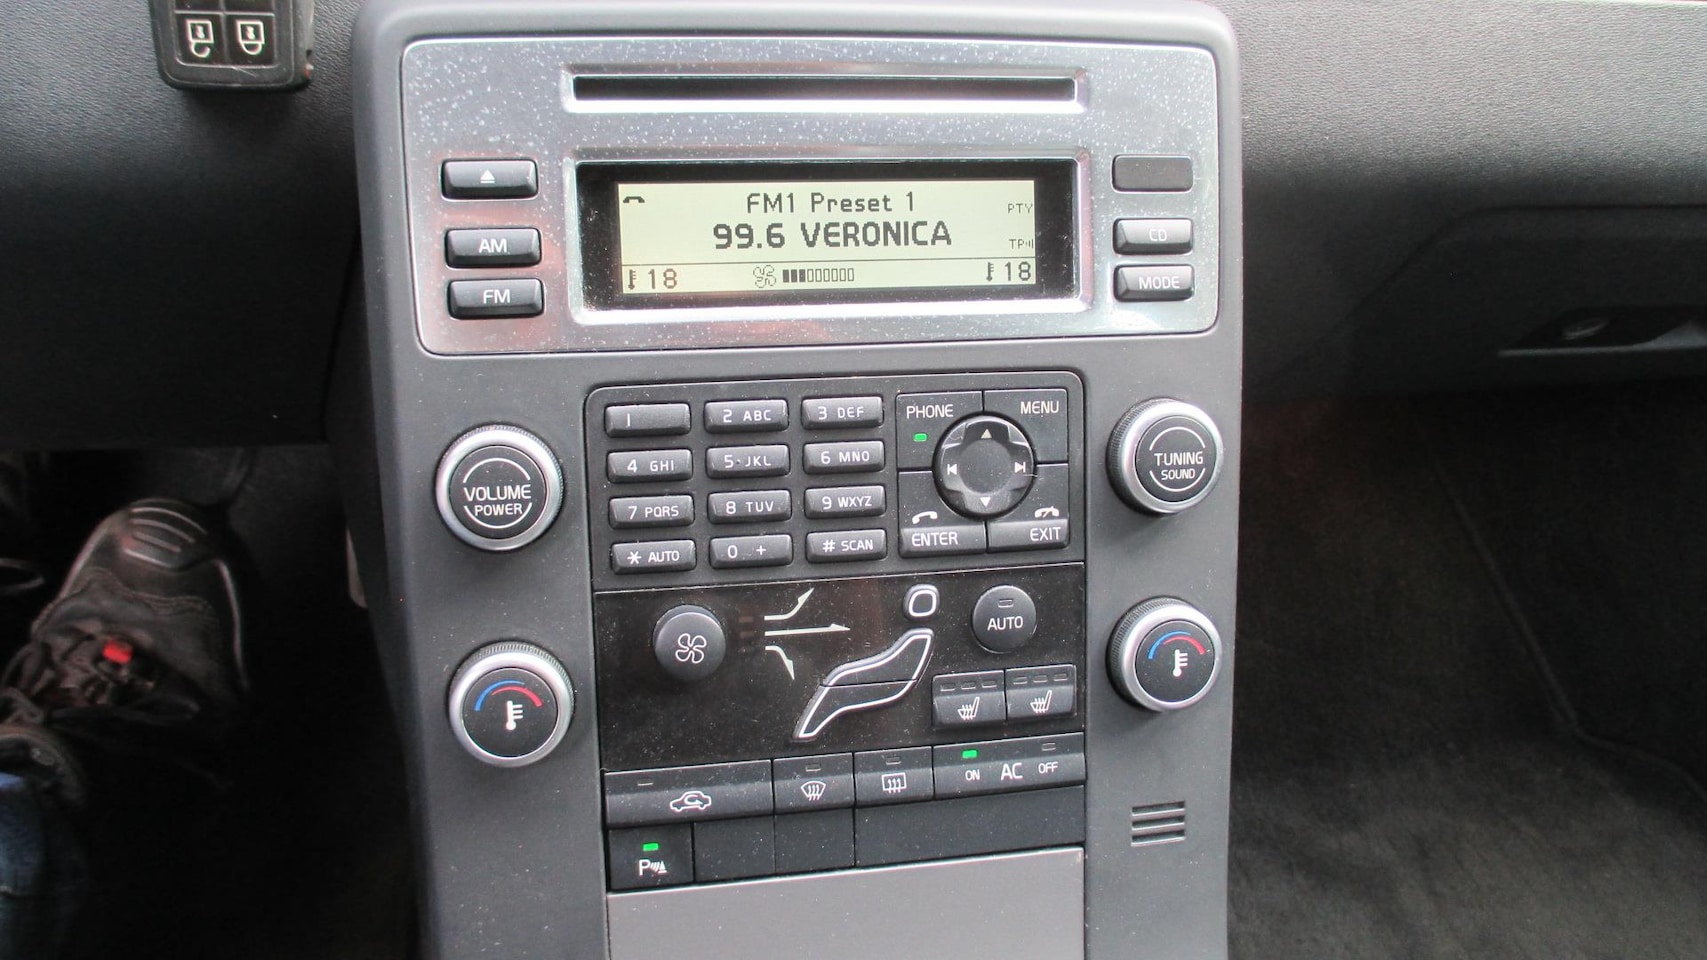 FM1 Preset 1
PTY
99.6 VERONICA
TP
18
18
AM
FM
CD
MODE
VOLUME
POWER
1
2 ABC
3 DEF
4 GHI
5·JKL
6 MNO
7 PQRS
8 TUV
9 WXYZ
* AUTO
0 +
# SCAN
PHONE
MENU
ENTER
EXIT
TUNING
SOUND
AUTO
ON AC OFF
P